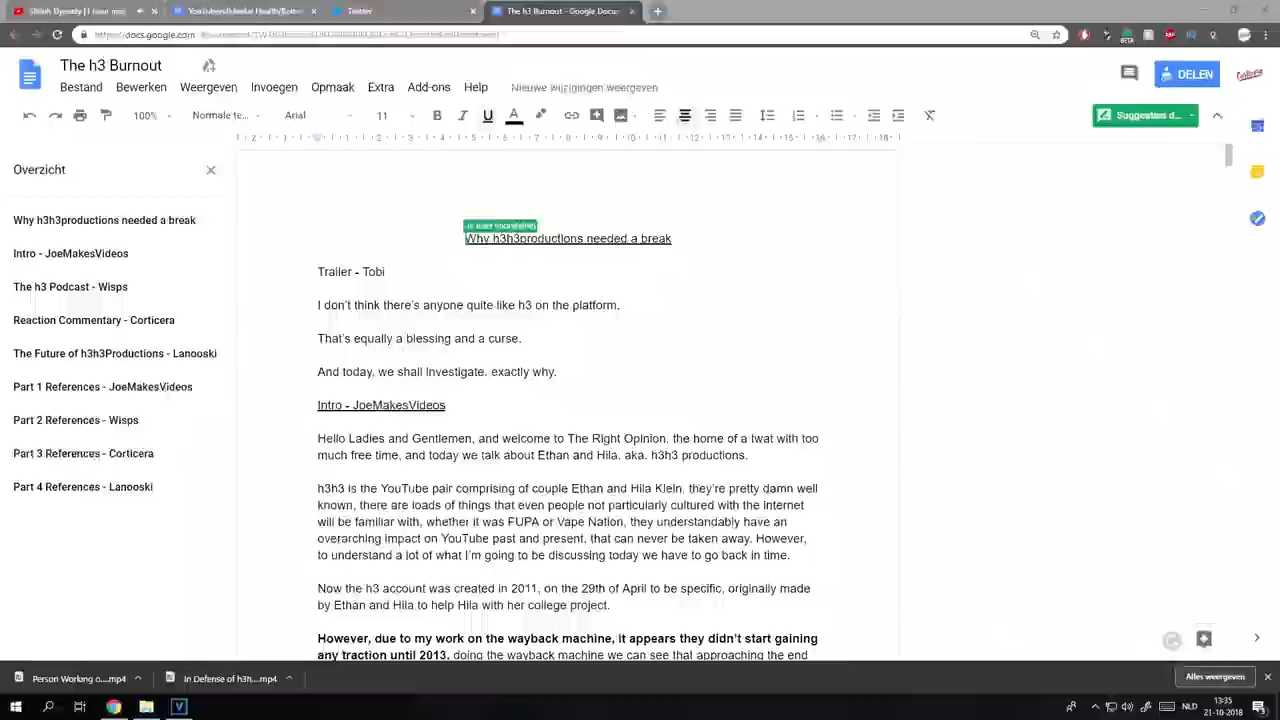 The h3 Burnout - Google Docu
Twitter
docs.google.com
The h3 Burnout
Bestand Bewerken Weergeven Invoegen Opmaak Extra Add-ons Help Nieuwe wijzigingen weergeven
DELEN
100% Normale te... Arial 11
Suggesties d...
Overzicht
Why h3h3productions needed a break
Intro - JoeMakesVideos
The h3 Podcast - Wisps
Reaction Commentary - Corticera
The Future of h3h3Productions - Lanooski
Part 1 References - JoeMakesVideos
Part 2 References - Wisps
Part 3 References - Corticera
Part 4 References - Lanooski
Why h3h3productions needed a break
Trailer - Tobi
I don't think there's anyone quite like h3 on the platform.
That's equally a blessing and a curse.
And today, we shall investigate. exactly why.
Intro - JoeMakesVideos
Hello Ladies and Gentlemen, and welcome to The Right Opinion, the home of a twat with too
much free time, and today we talk about Ethan and Hila, aka. h3h3 productions.
h3h3 is the YouTube pair comprising of couple Ethan and Hila Klein, they're pretty damn well
known, there are loads of things that even people not particularly cultured with the internet
will be familiar with, whether it was FUPA or Vape Nation, they understandably have an
overarching impact on YouTube past and present, that can never be taken away. However,
to understand a lot of what I'm going to be discussing today we have to go back in time.
Now the h3 account was created in 2011, on the 29th of April to be specific, originally made
by Ethan and Hila to help Hila with her college project.
However, due to my work on the wayback machine, it appears they didn't start gaining
any traction until 2013, doing the wayback machine we can see that approaching the end
Person Working o....mp4
In Defense of h3h....mp4
Alles weergeven
NLD
13:35
21-10-2018